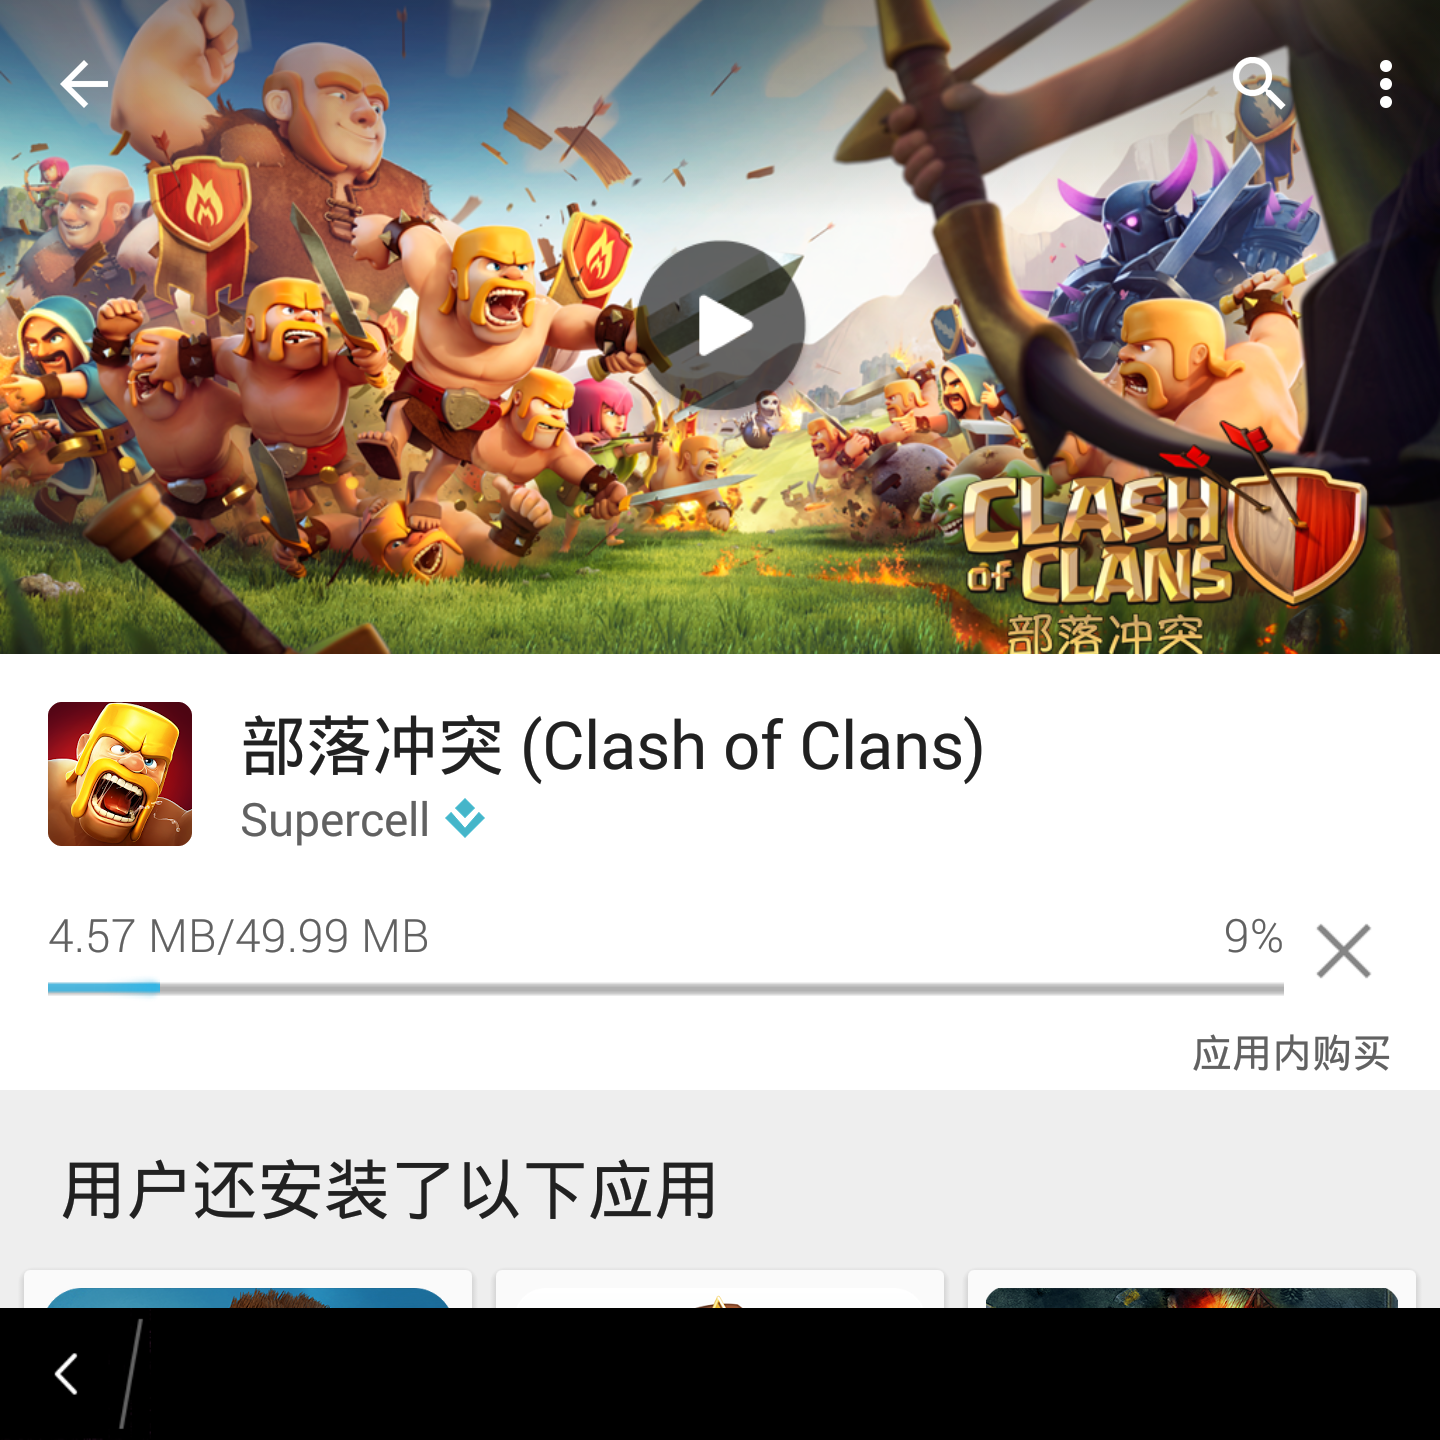 CLASH
of CLANS
部落冲突
部落冲突 (Clash of Clans)
Supercell
4.57 MB/49.99 MB
9%
应用内购买
用户还安装了以下应用